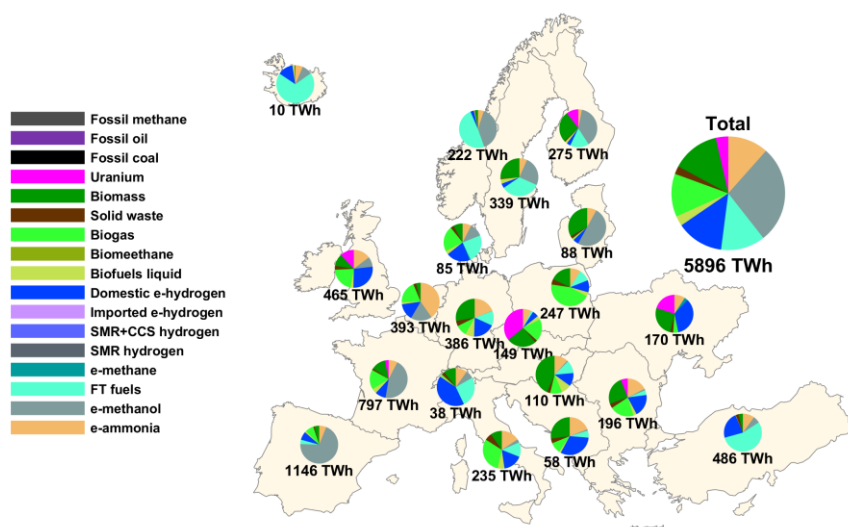 Fossil methane
Fossil oil
Fossil coal
Uranium
Biomass
Solid waste
Biogas
Biomeethane
Biofuels liquid
Domestic e-hydrogen
Imported e-hydrogen
SMR+CCS hydrogen
SMR hydrogen
e-methane
FT fuels
e-methanol
e-ammonia
10 TWh
222 TWh
275 TWh
Total
339 TWh
5896 TWh
88 TWh
85 TWh
465 TWh
247 TWh
393 TWh
386 TWh
170 TWh
149 TWh
797 TWh
38 TWh
110 TWh
196 TWh
1146 TWh
235 TWh
58 TWh
486 TWh